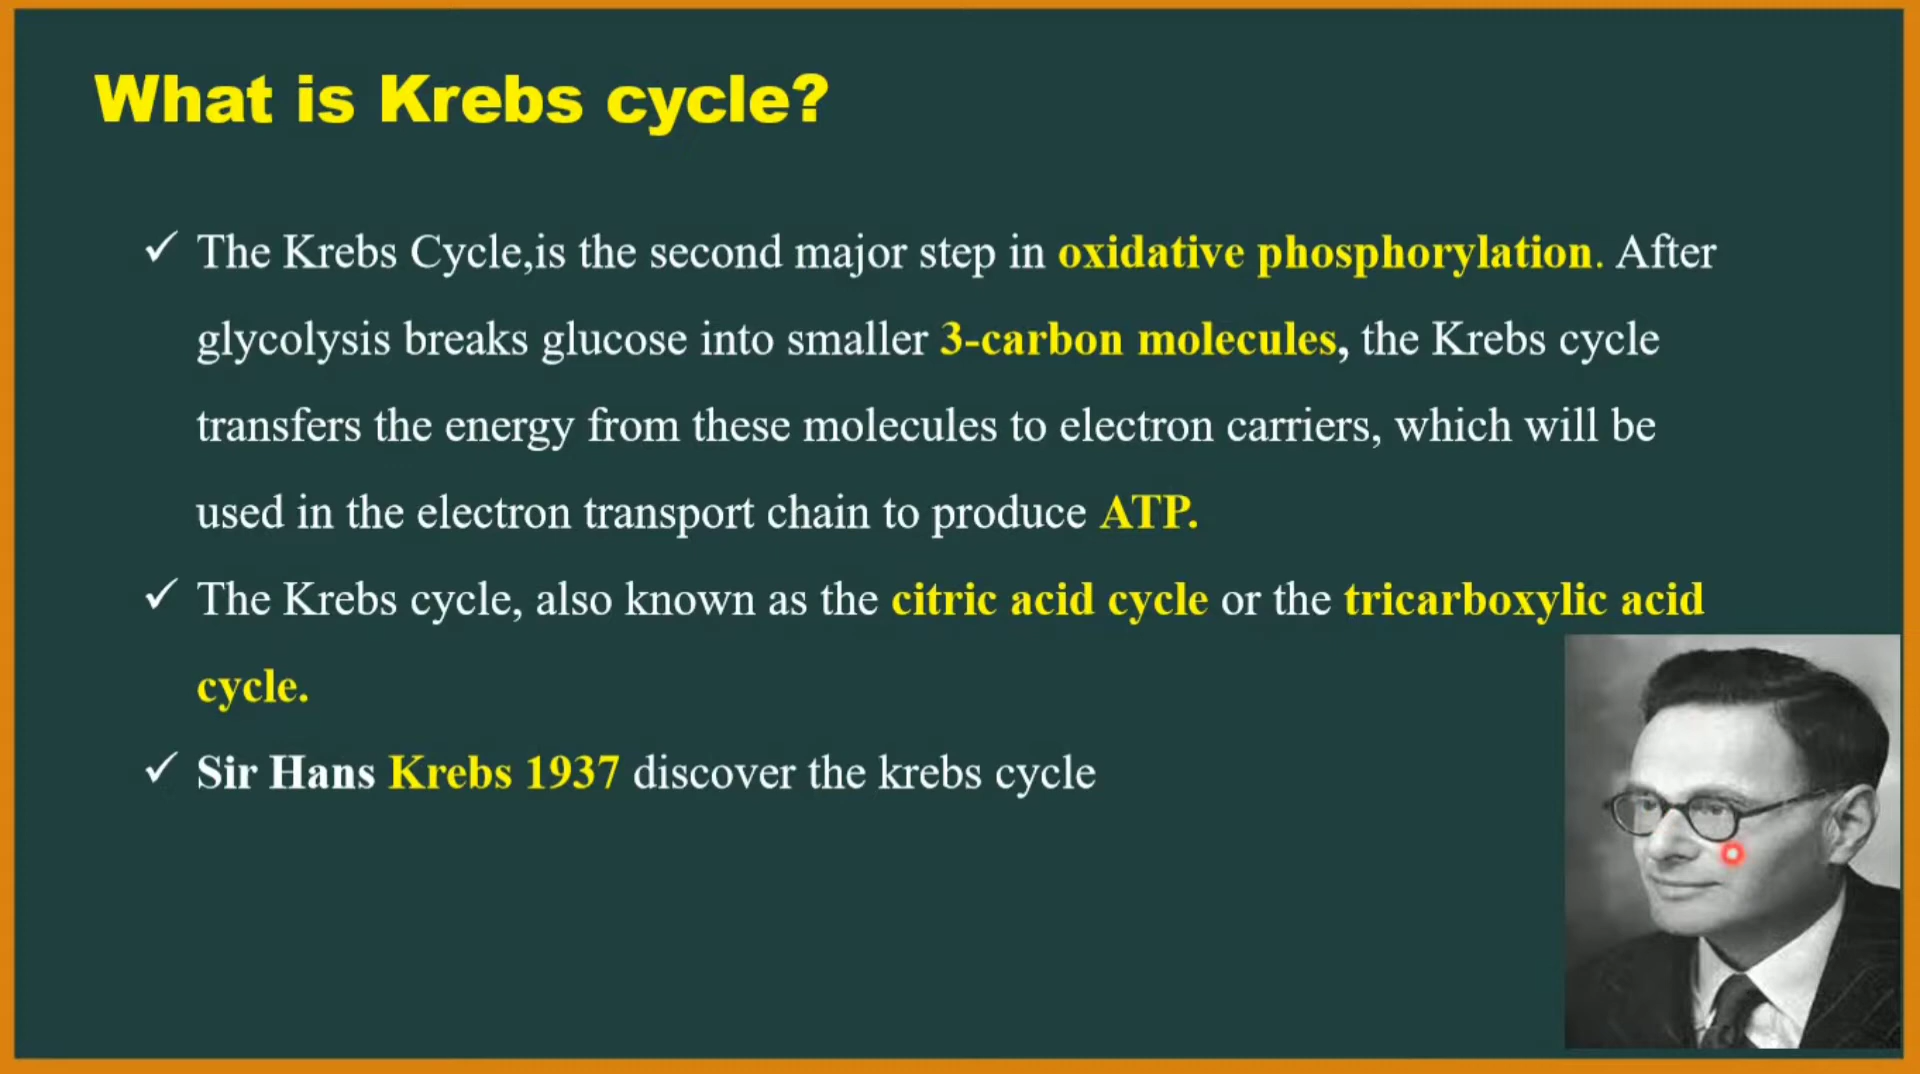 What is Krebs cycle?
✓ The Krebs Cycle,is the second major step in oxidative phosphorylation. After
glycolysis breaks glucose into smaller 3-carbon molecules, the Krebs cycle
transfers the energy from these molecules to electron carriers, which will be
used in the electron transport chain to produce ATP.
✓ The Krebs cycle, also known as the citric acid cycle or the tricarboxylic acid
cycle.
✓ Sir Hans Krebs 1937 discover the krebs cycle